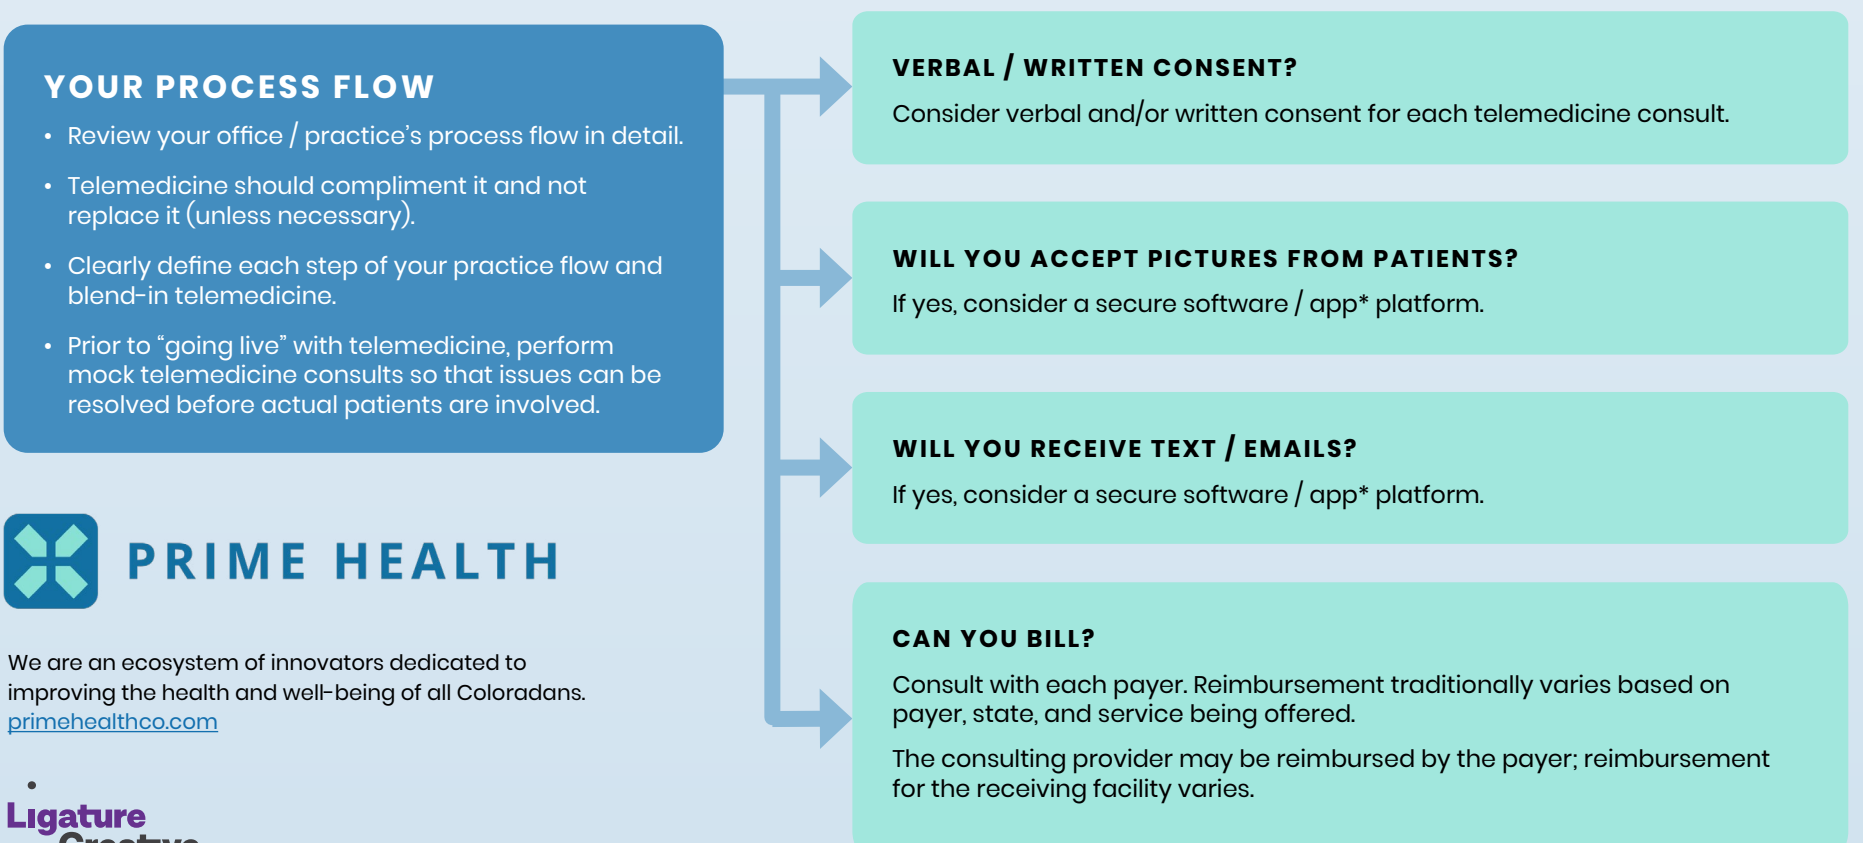 YOUR PROCESS FLOW
• Review your office / practice's process flow in detail.
• Telemedicine should compliment it and not
replace it (unless necessary).
• Clearly define each step of your practice flow and
blend-in telemedicine.
• Prior to “going live” with telemedicine, perform
mock telemedicine consults so that issues can be
resolved before actual patients are involved.
PRIME HEALTH
We are an ecosystem of innovators dedicated to
improving the health and well-being of all Coloradans.
primehealthco.com
Ligature
Creative
VERBAL / WRITTEN CONSENT?
Consider verbal and/or written consent for each telemedicine consult.
WILL YOU ACCEPT PICTURES FROM PATIENTS?
If yes, consider a secure software / app* platform.
WILL YOU RECEIVE TEXT / EMAILS?
If yes, consider a secure software / app* platform.
CAN YOU BILL?
Consult with each payer. Reimbursement traditionally varies based on
payer, state, and service being offered.
The consulting provider may be reimbursed by the payer; reimbursement
for the receiving facility varies.